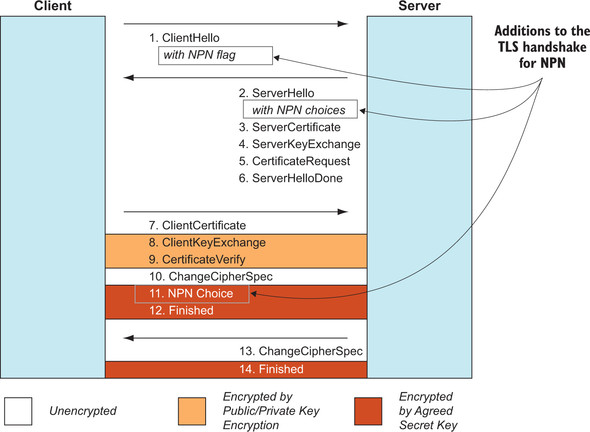 Client
Server
1. ClientHello
with NPN flag
Additions to the
TLS handshake
for NPN
2. ServerHello
with NPN choices
3. ServerCertificate
4. ServerKeyExchange
5. CertificateRequest
6. ServerHelloDone
7. ClientCertificate
8. ClientKeyExchange
9. CertificateVerify
10. ChangeCipherSpec
11. NPN Choice
12. Finished
13. ChangeCipherSpec
14. Finished
Unencrypted
Encrypted by
Public/Private Key
Encryption
Encrypted
by Agreed
Secret Key